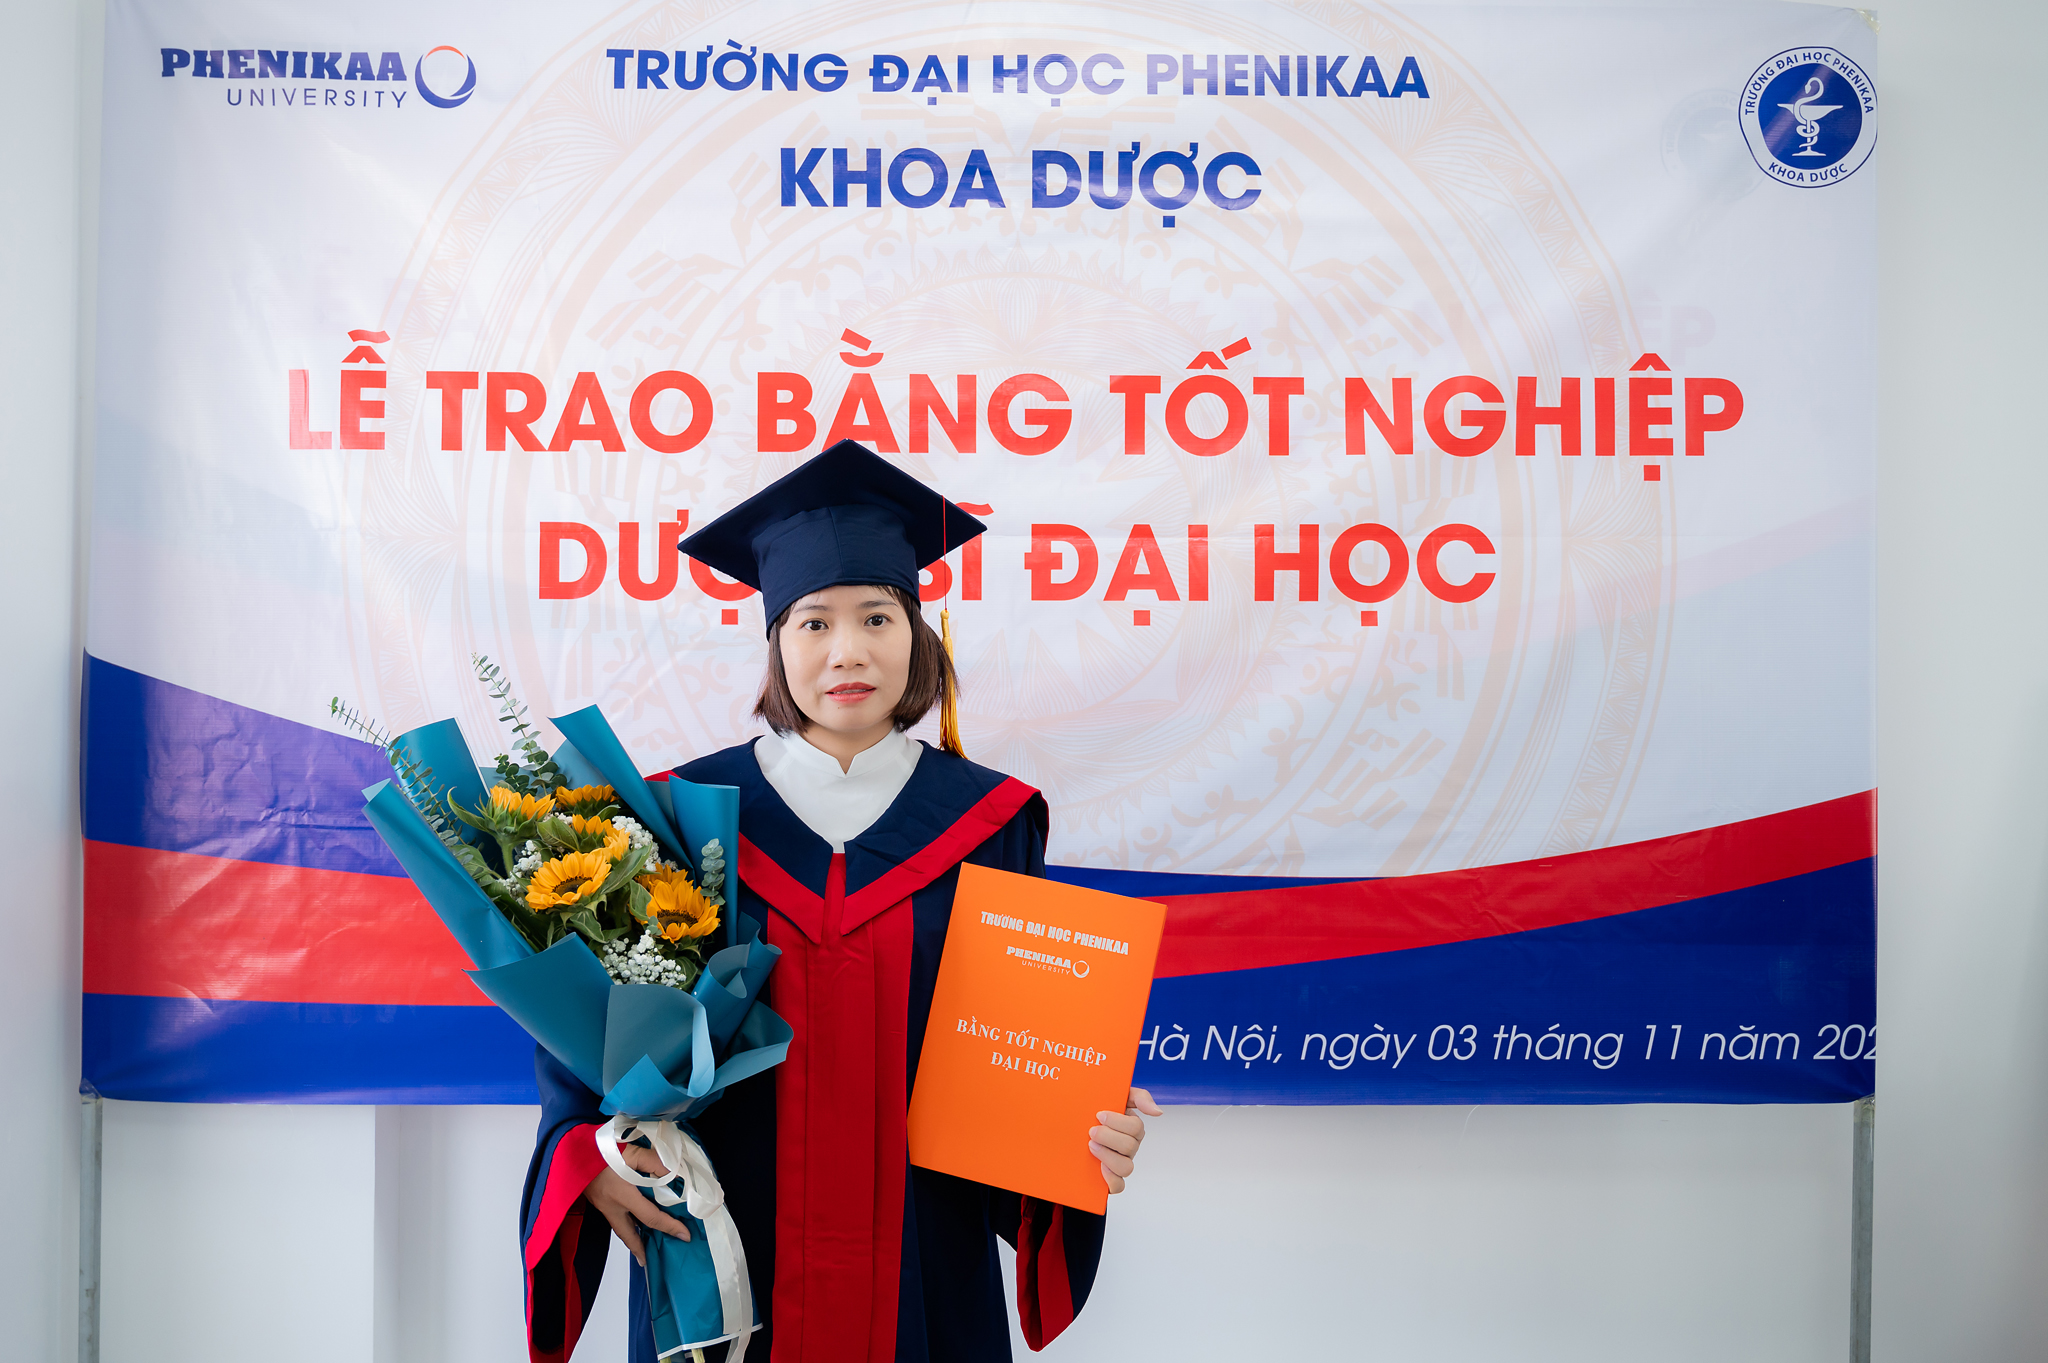 PHENIKAA
UNIVERSITY
TRƯỜNG ĐẠI HỌC PHENIKAA
KHOA DƯỢC
TRƯỜNG ĐẠI HỌC PHENIKAA
KHOA DƯỢC
LỄ TRAO BẰNG TỐT NGHIỆP
SĨ ĐẠI HỌC
Hà Nội, ngày 03 tháng 11 năm
TRƯỜNG ĐẠI HỌC PHENIKAA
PHENIKAA
UNIVERSITY
BẰNG TỐT NGHIỆP
ĐẠI HỌC